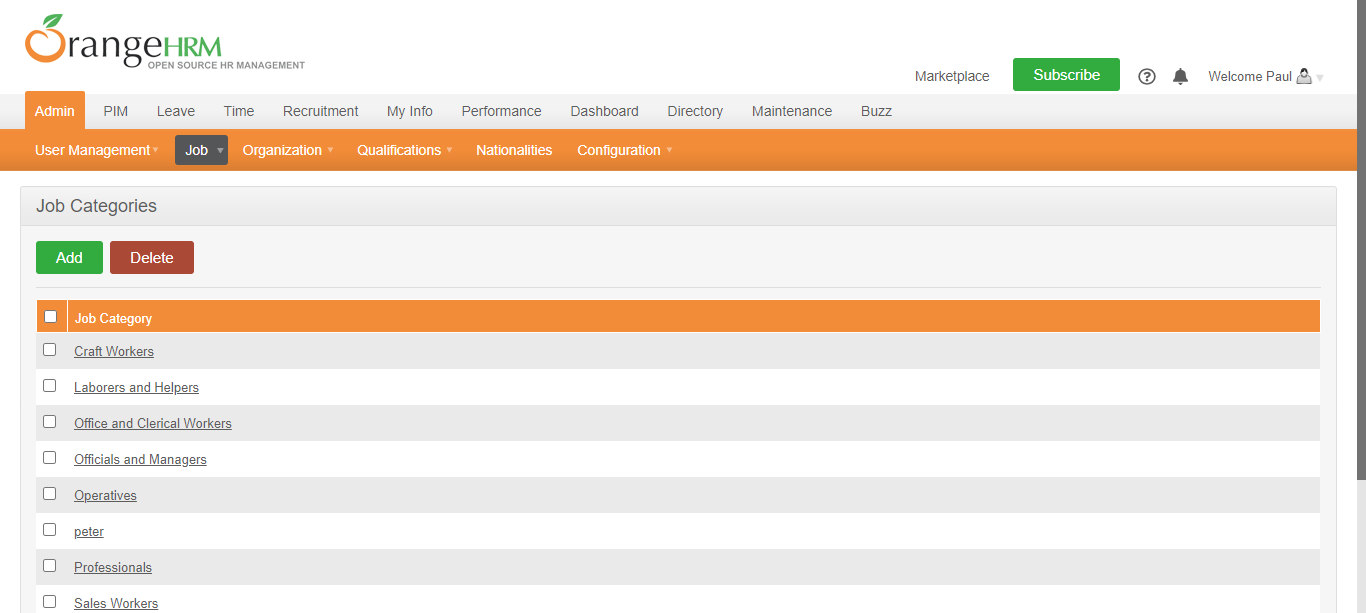 OrangeHRM
OPEN SOURCE HR MANAGEMENT
Marketplace Subscribe ? Welcome Paul
Admin PIM Leave Time Recruitment My Info Performance Dashboard Directory Maintenance Buzz
User Management Job Organization Qualifications Nationalities Configuration
Job Categories
Add Delete
Job Category
Craft Workers
Laborers and Helpers
Office and Clerical Workers
Officials and Managers
Operatives
peter
Professionals
Sales Workers